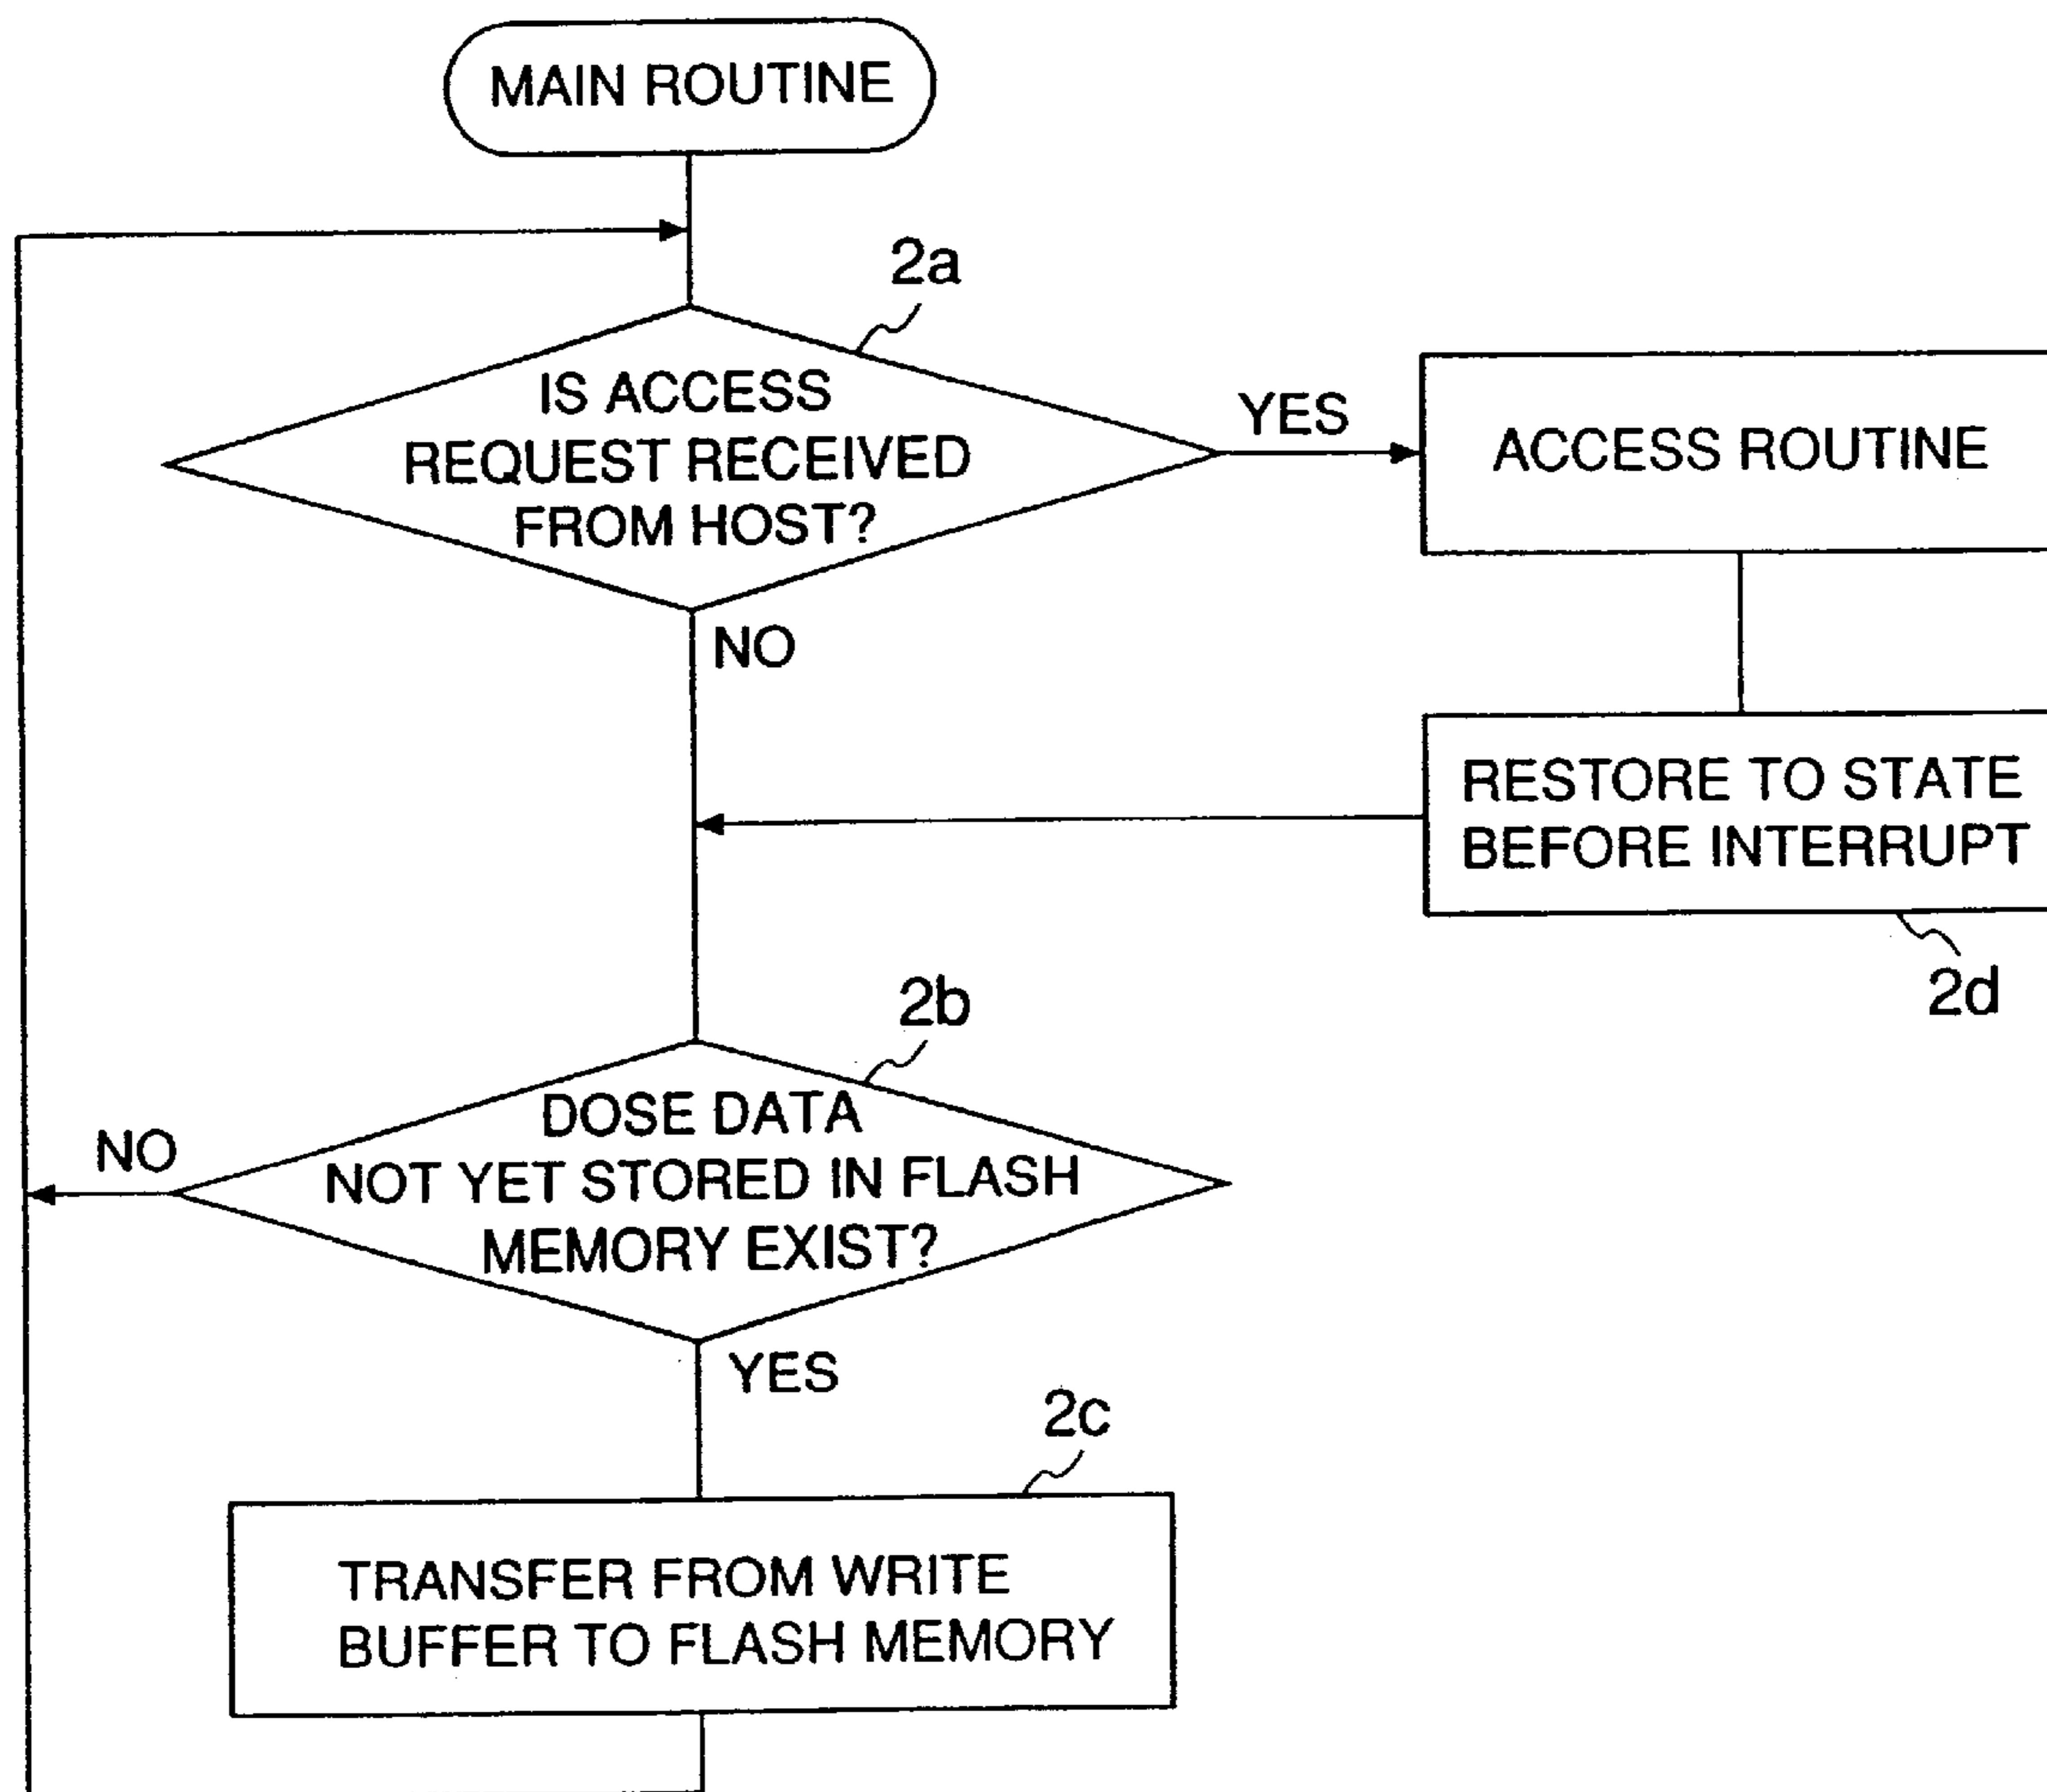 MAIN ROUTINE
2a
IS ACCESS
REQUEST RECEIVED
FROM HOST?
YES
ACCESS ROUTINE
NO
RESTORE TO STATE
BEFORE INTERRUPT
2d
2b
DOSE DATA
NOT YET STORED IN FLASH
MEMORY EXIST?
NO
YES
2c
TRANSFER FROM WRITE
BUFFER TO FLASH MEMORY